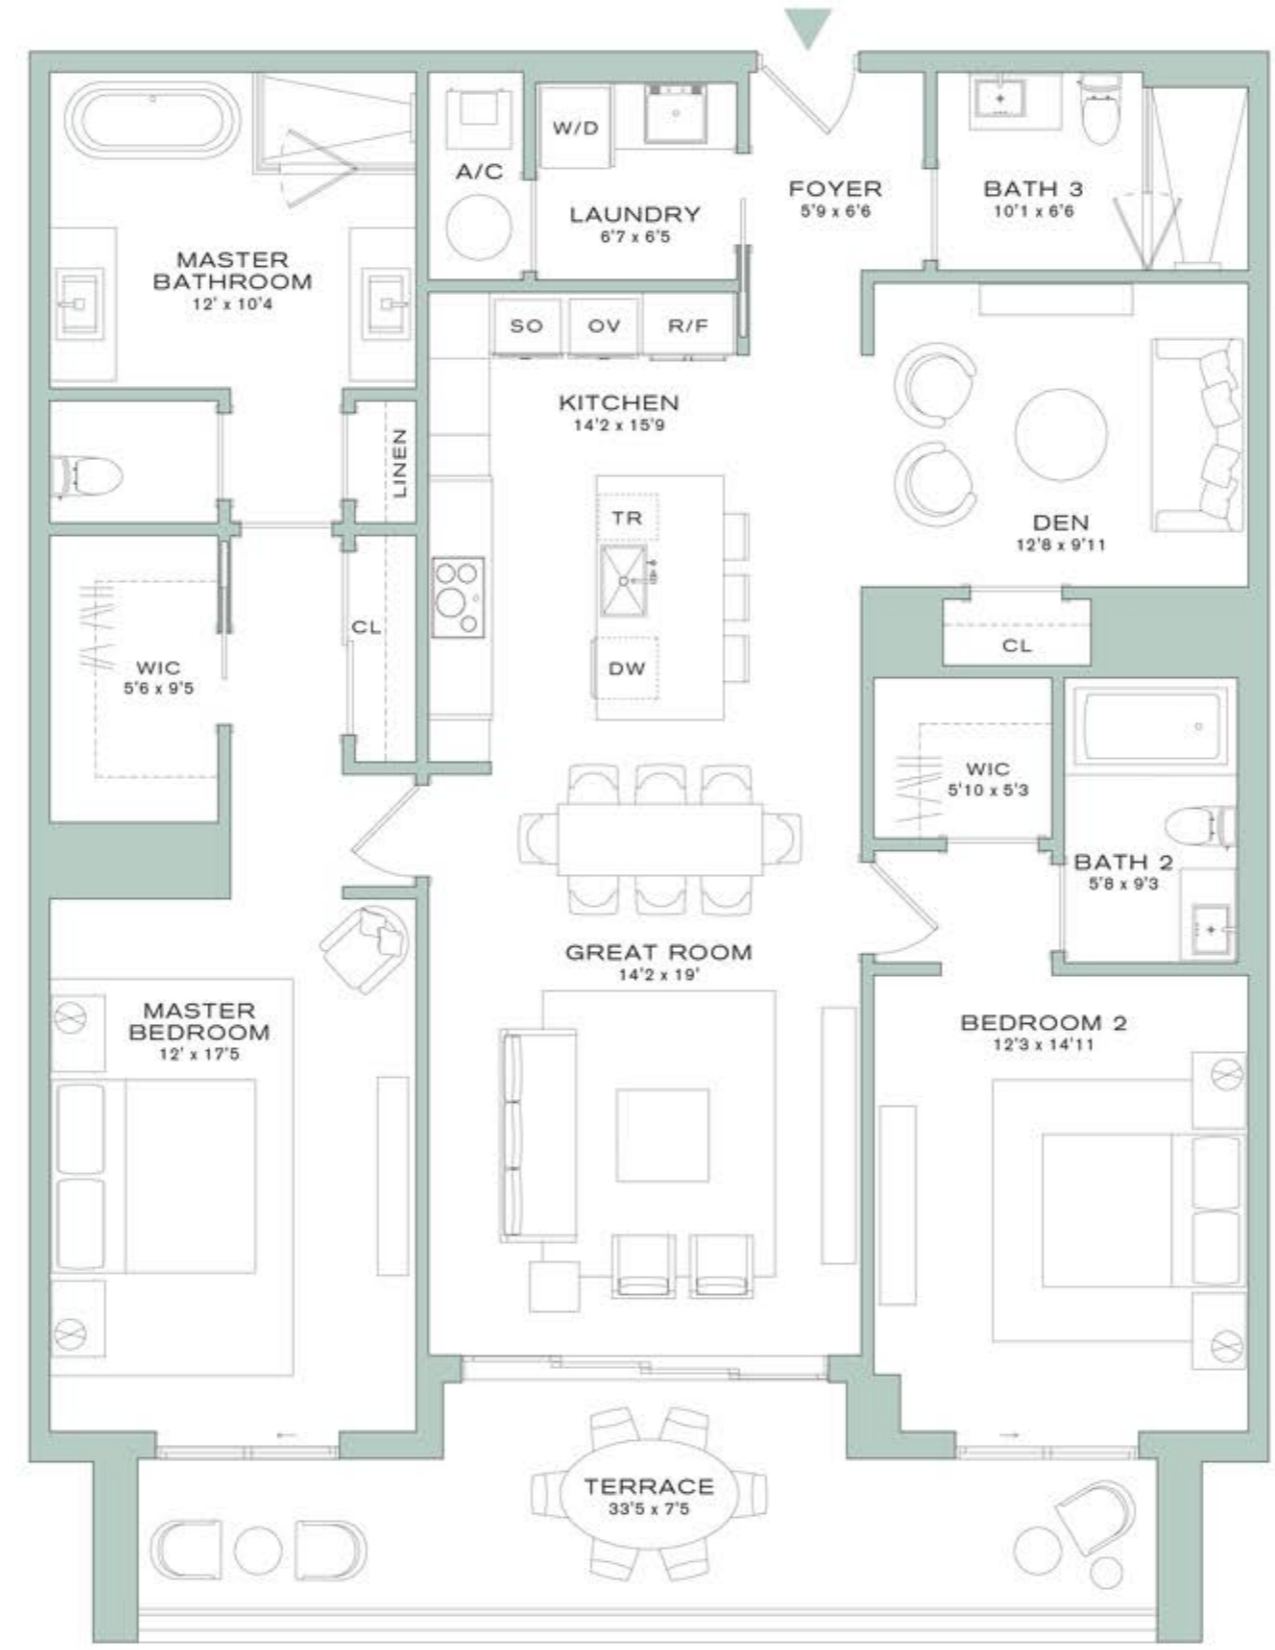 W/D
A/C
LAUNDRY
6'7 x 6'5
FOYER
5'9 x 6'6
BATH 3
10'1 x 6'6
MASTER
BATHROOM
12' x 10'4
SO
OV
R/F
KITCHEN
14'2 x 15'9
LINEN
TR
DEN
12'8 x 9'11
CL
DW
CL
WIC
5'6 x 9'5
WIC
5'10 x 5'3
BATH 2
5'8 x 9'3
GREAT ROOM
14'2 x 19'
MASTER
BEDROOM
12' x 17'5
BEDROOM 2
12'3 x 14'11
TERRACE
33'5 x 7'5